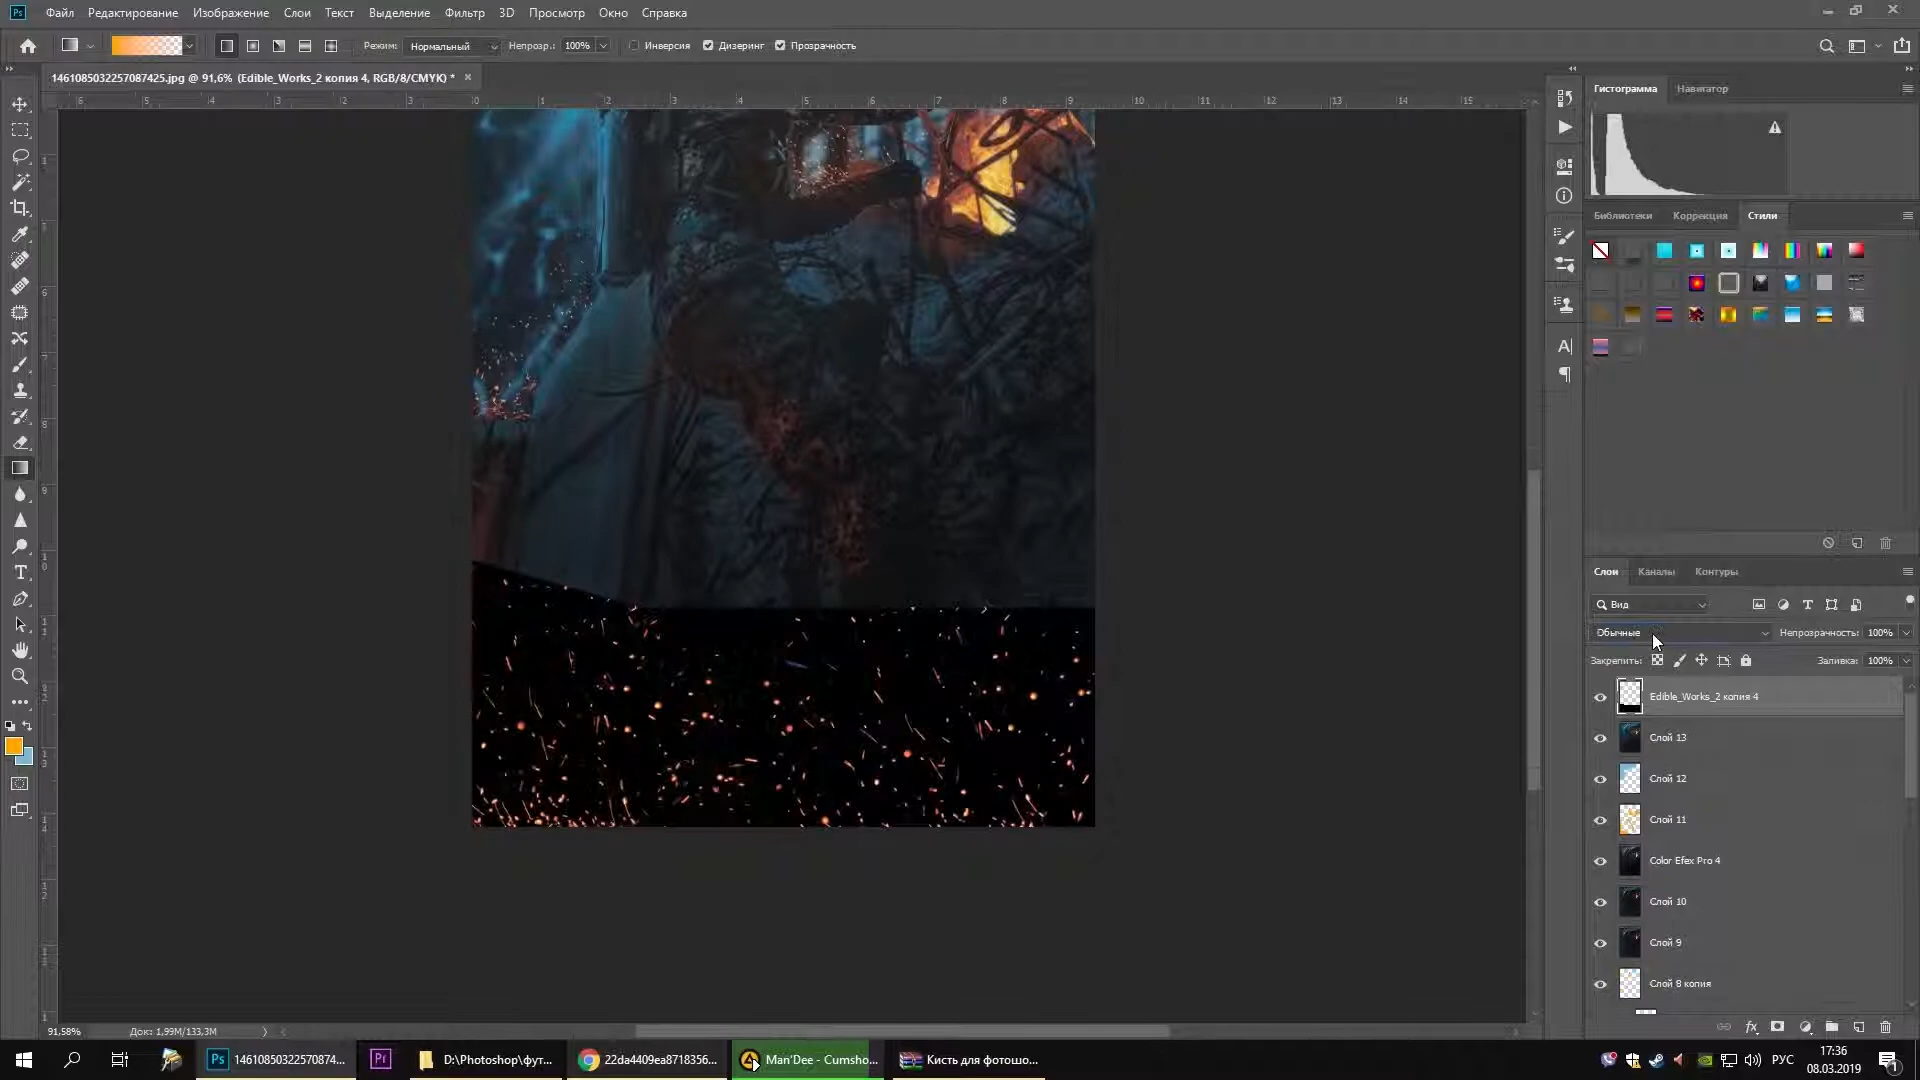 Ps Файл Редактирование Изображение Слои Текст Выделение Фильтр 3D Просмотр Окно Справка
Режим: Нормальный Непрозр.: 100% Инверсия Дизеринг Прозрачность
1461085032257087425.jpg @ 91,6% (Edible_Works_2 копия 4, RGB/8/CMYK) * ×
Гистограмма Навигатор
Библиотеки Коррекция Стили
Слои Каналы Контуры
Вид
Обычные Непрозрачность: 100%
Закрепить: Заливка: 100%
Edible_Works_2 копия 4
Слой 13
Слой 12
Слой 11
Color Efex Pro 4
Слой 10
Слой 9
Слой 8 копия
91,58% Док: 1,99M/133,3M
Ps 14610850322570874... Pr D:\Photoshop\фут... 22da4409ea8718356... Man'Dee - Cumsho... Кисть для фотошо...
РУС 17:36
08.03.2019